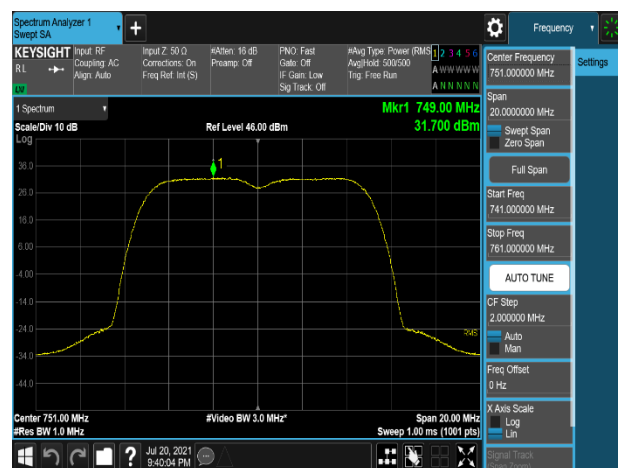 Spectrum Analyzer 1
Swept SA
+
Frequency
KEYSIGHT
RL
LXI
Input: RF
Coupling: AC
Align: Auto
Input Z: 50 Ω
Corrections: On
Freq Ref: Int (S)
#Atten: 16 dB
Preamp: Off
PNO: Fast
Gate: Off
IF Gain: Low
Sig Track: Off
#Avg Type: Power (RMS
Avg|Hold: 500/500
Trig: Free Run
1 2 3 4 5 6
A W W W W W
A N N N N N
1 Spectrum
Scale/Div 10 dB
Log
Ref Level 46.00 dBm
Mkr1 749.00 MHz
31.700 dBm
1
36.0
26.0
16.0
6.00
-4.00
-14.0
-24.0
-34.0
-44.0
RMS
Center 751.00 MHz
#Res BW 1.0 MHz
#Video BW 3.0 MHz*
Span 20.00 MHz
Sweep 1.00 ms (1001 pts)
?
Jul 20, 2021
9:40:04 PM
Center Frequency
751.000000 MHz
Settings
Span
20.0000000 MHz
Swept Span
Zero Span
Full Span
Start Freq
741.000000 MHz
Stop Freq
761.000000 MHz
AUTO TUNE
CF Step
2.000000 MHz
Auto
Man
Freq Offset
0 Hz
X Axis Scale
Log
Lin
Signal Track
(Span Zoom)